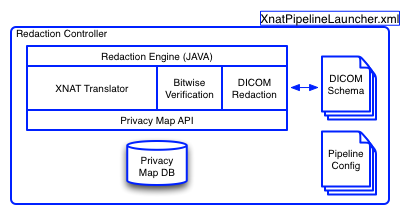 XnatPipelineLauncher.xml
Redaction Controller
Redaction Engine (JAVA)
XNAT Translator
Bitwise
Verification
DICOM
Redaction
Privacy Map API
DICOM
Schema
Privacy
Map DB
Pipeline
Config